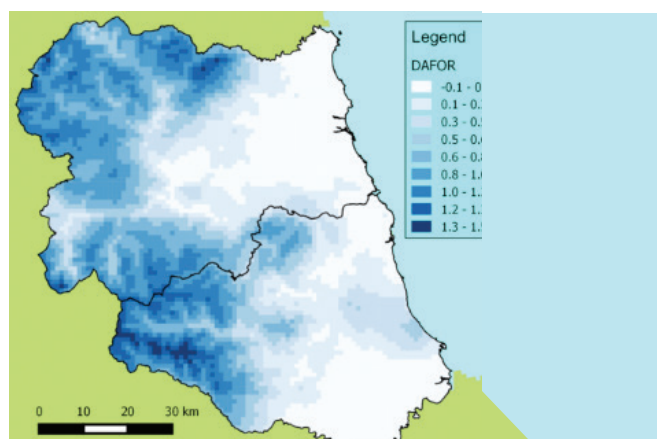 Legend
DAFOR
-0.1 - 0
0.1 - 0.
0.3 - 0.
0.5 - 0.
0.6 - 0.
0.8 - 1.
1.0 - 1.
1.2 - 1.
1.3 - 1.
0 10 20 30 km